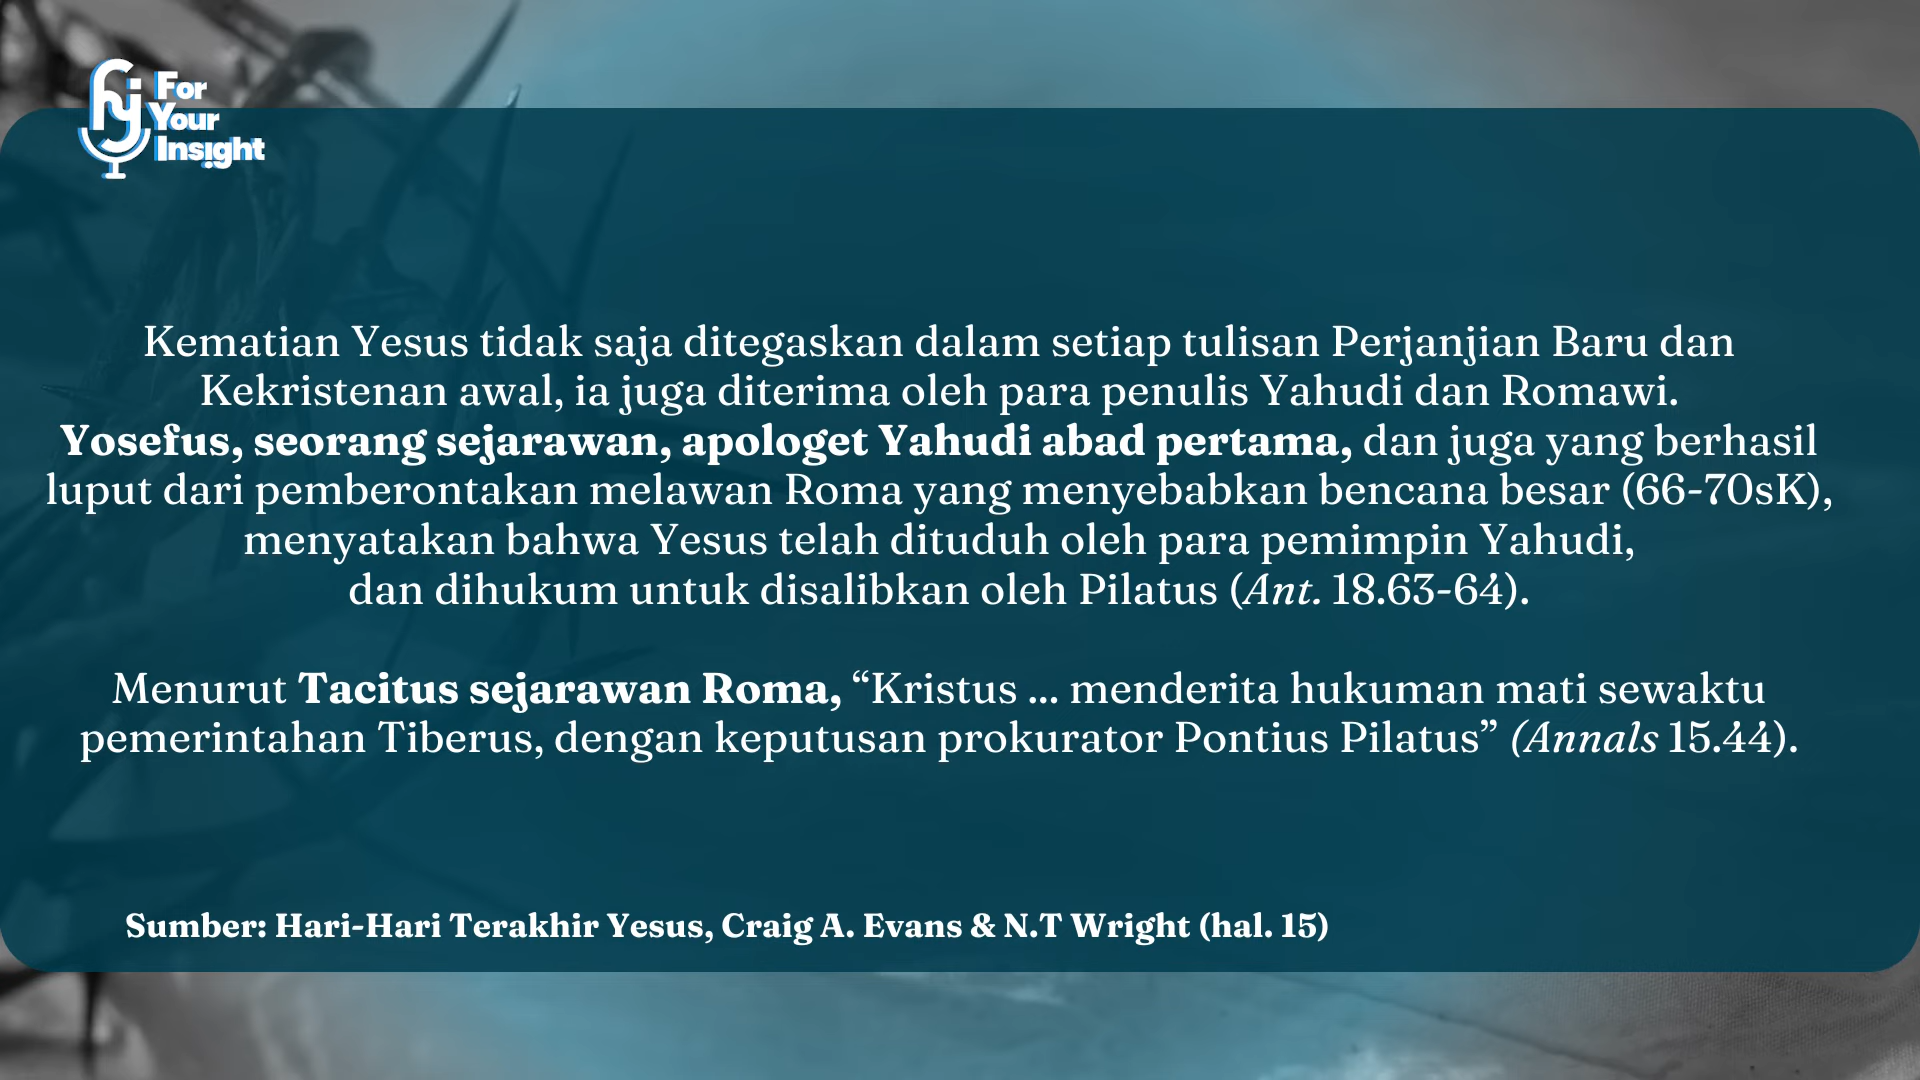 For
Your
Insight
Kematian Yesus tidak saja ditegaskan dalam setiap tulisan Perjanjian Baru dan
Kekristenan awal, ia juga diterima oleh para penulis Yahudi dan Romawi.
Yosefus, seorang sejarawan, apologet Yahudi abad pertama, dan juga yang berhasil
luput dari pemberontakan melawan Roma yang menyebabkan bencana besar (66-70sK),
menyatakan bahwa Yesus telah dituduh oleh para pemimpin Yahudi,
dan dihukum untuk disalibkan oleh Pilatus (Ant. 18.63-64).
Menurut Tacitus sejarawan Roma, “Kristus ... menderita hukuman mati sewaktu
pemerintahan Tiberus, dengan keputusan prokurator Pontius Pilatus” (Annals 15.44).
Sumber: Hari-Hari Terakhir Yesus, Craig A. Evans & N.T Wright (hal. 15)